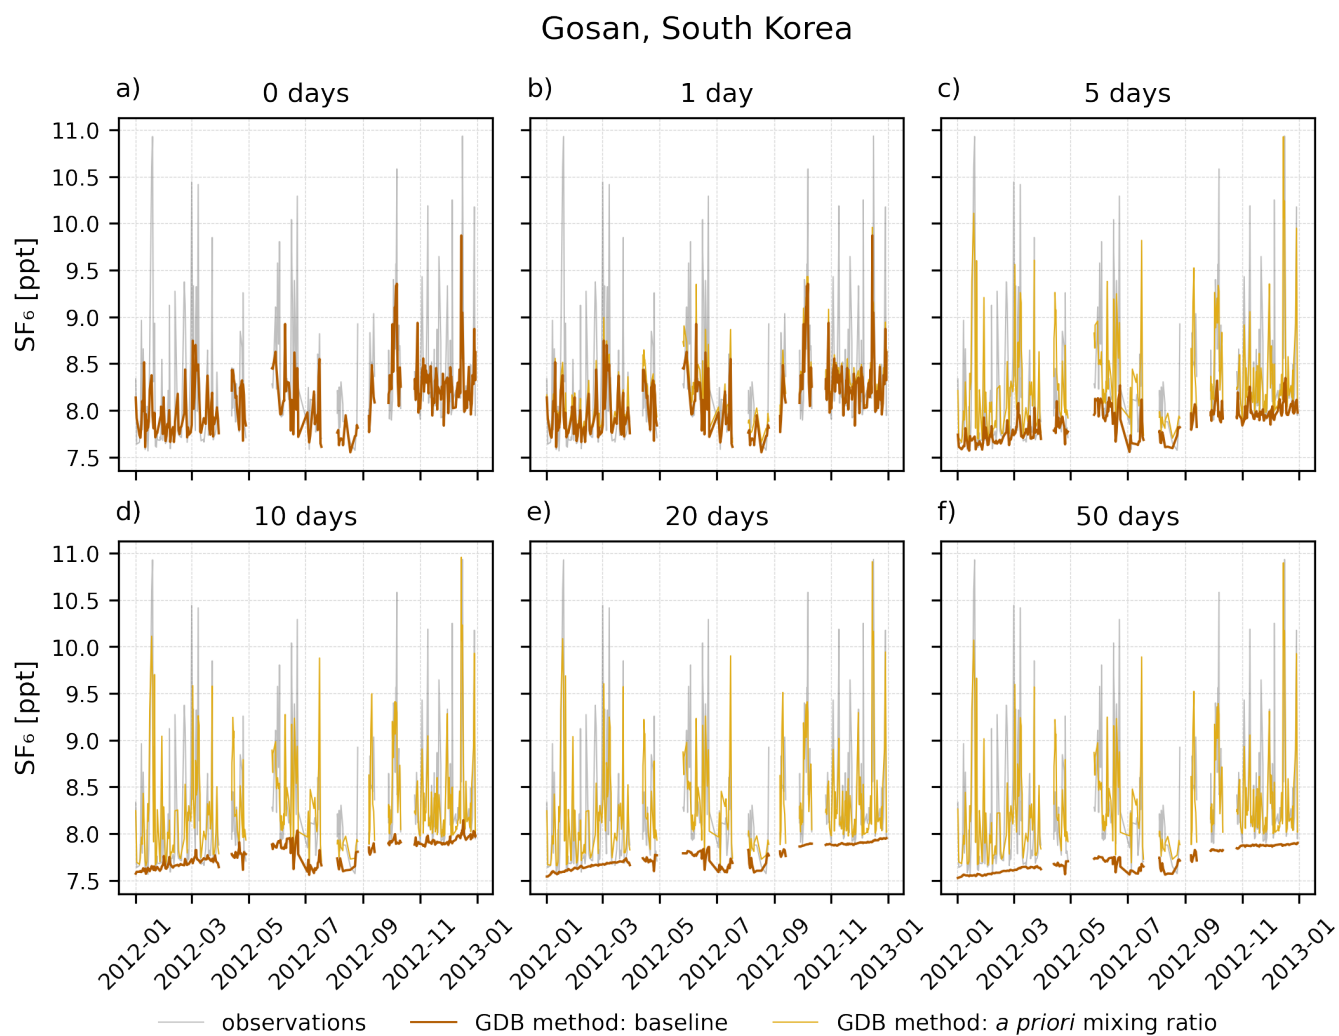 Gosan, South Korea
a) 0 days
b) 1 day
c) 5 days
SF₆ [ppt]
11.0
10.5
10.0
9.5
9.0
8.5
8.0
7.5
d) 10 days
e) 20 days
f) 50 days
SF₆ [ppt]
11.0
10.5
10.0
9.5
9.0
8.5
8.0
7.5
2012-01 2012-03 2012-05 2012-07 2012-09 2012-11 2013-01
2012-01 2012-03 2012-05 2012-07 2012-09 2012-11 2013-01
2012-01 2012-03 2012-05 2012-07 2012-09 2012-11 2013-01
observations GDB method: baseline GDB method: a priori mixing ratio